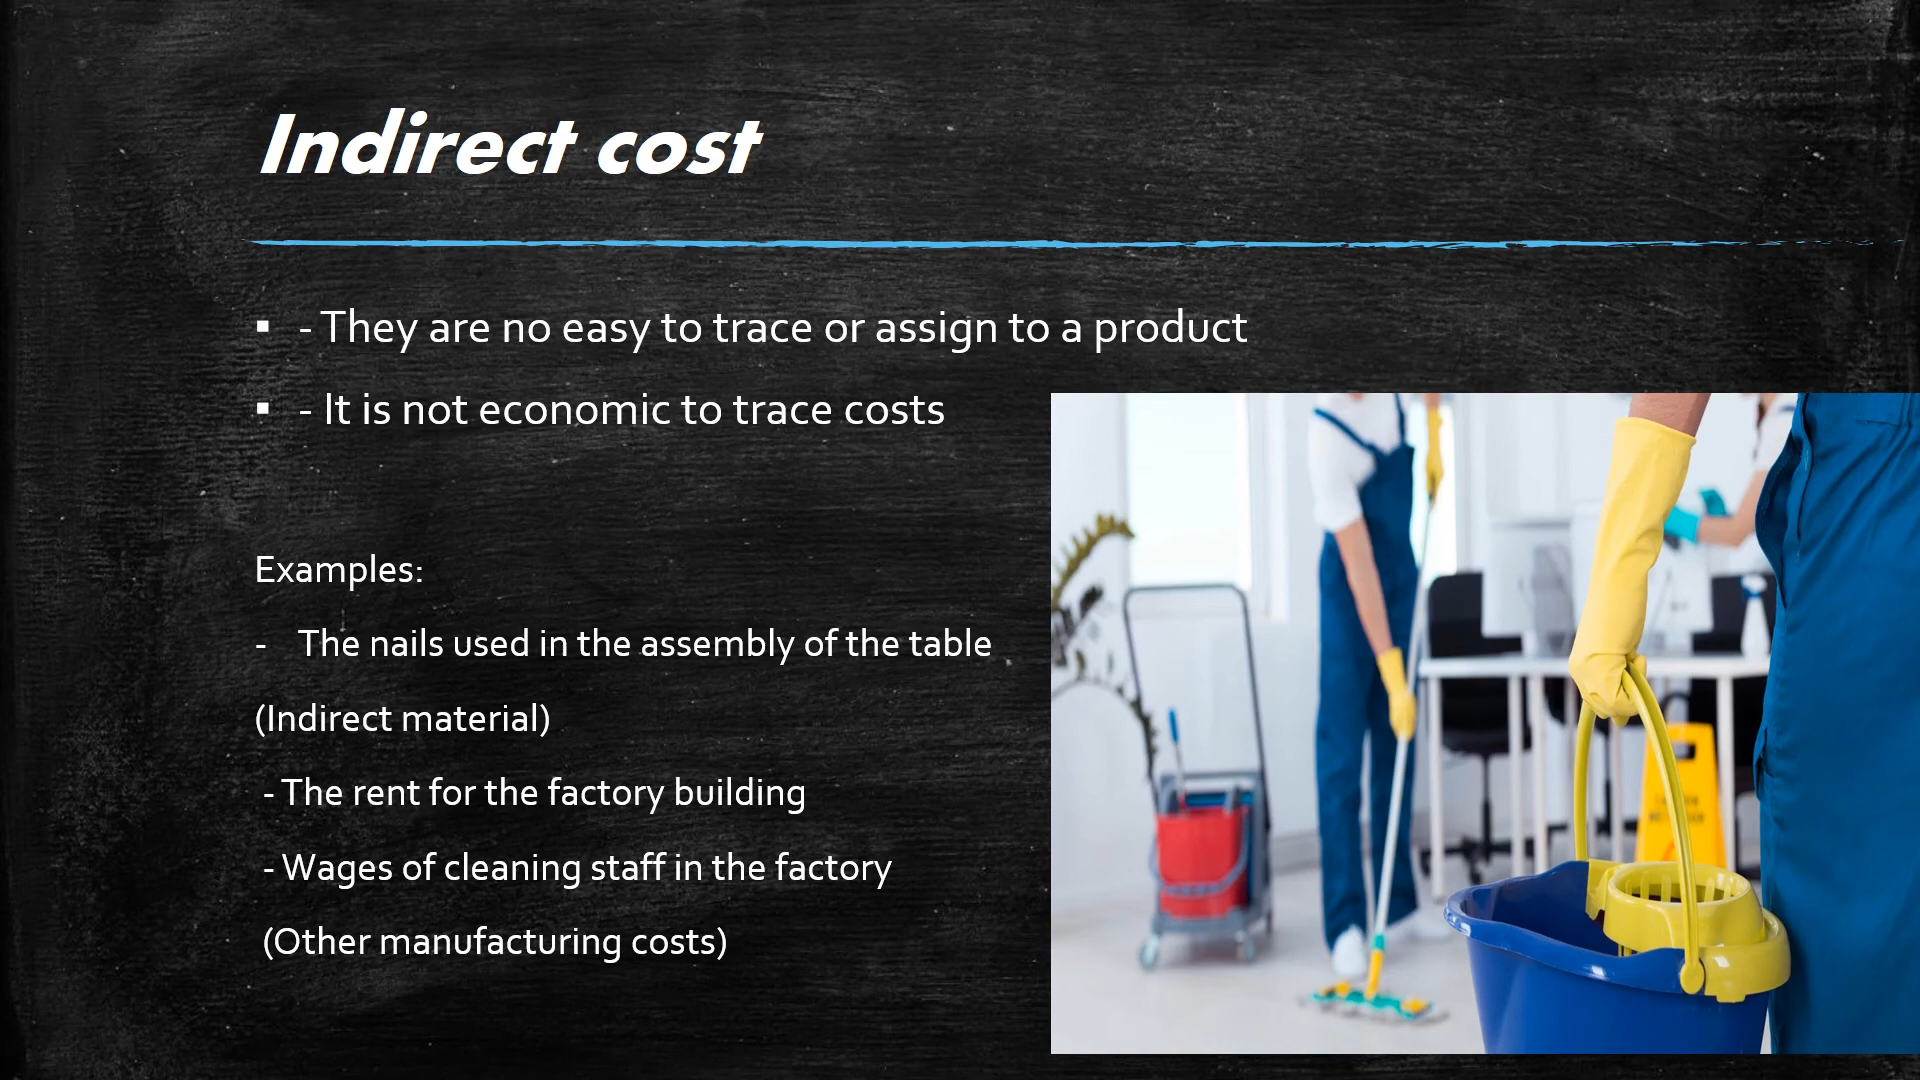 Indirect cost
▪ - They are no easy to trace or assign to a product
▪ - It is not economic to trace costs
Examples:
- The nails used in the assembly of the table
(Indirect material)
- The rent for the factory building
- Wages of cleaning staff in the factory
(Other manufacturing costs)